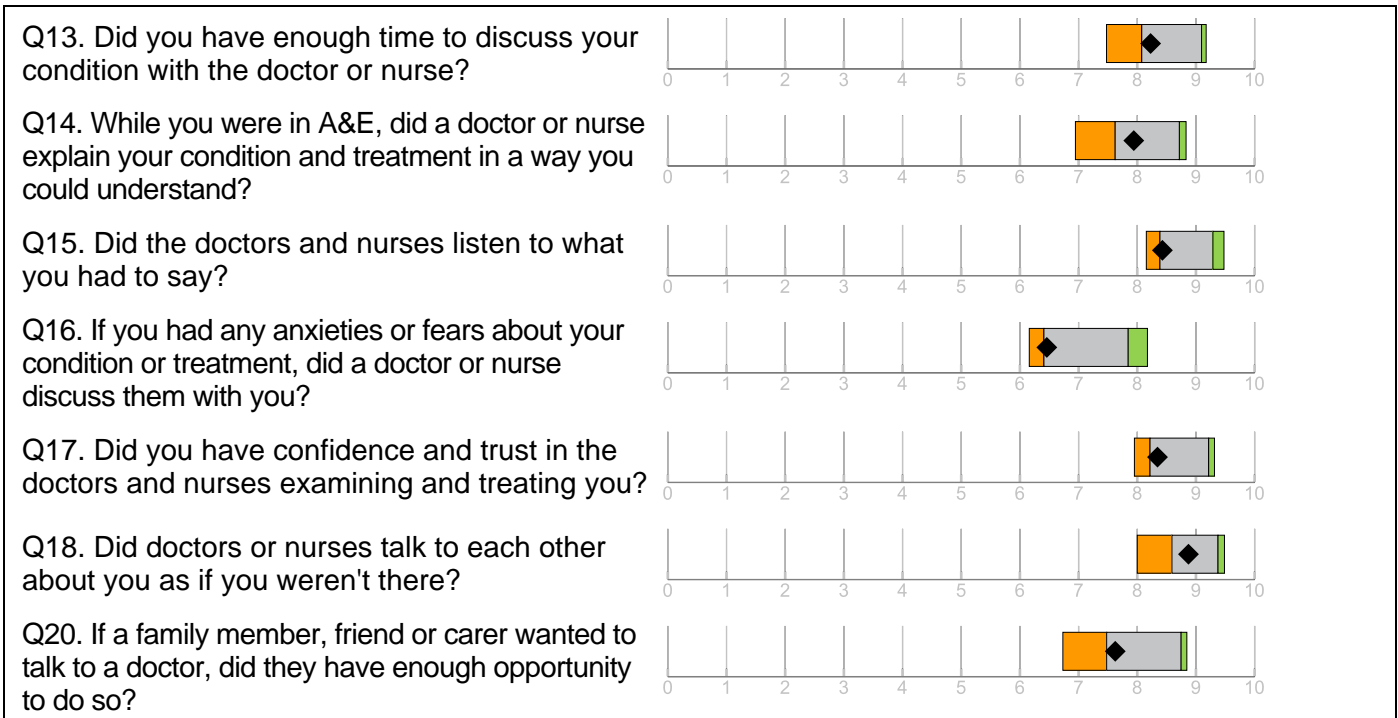 Q13. Did you have enough time to discuss your
condition with the doctor or nurse?
0 1 2 3 4 5 6 7 8 9 10
Q14. While you were in A&E, did a doctor or nurse
explain your condition and treatment in a way you
could understand?
0 1 2 3 4 5 6 7 8 9 10
Q15. Did the doctors and nurses listen to what
you had to say?
0 1 2 3 4 5 6 7 8 9 10
Q16. If you had any anxieties or fears about your
condition or treatment, did a doctor or nurse
discuss them with you?
0 1 2 3 4 5 6 7 8 9 10
Q17. Did you have confidence and trust in the
doctors and nurses examining and treating you?
0 1 2 3 4 5 6 7 8 9 10
Q18. Did doctors or nurses talk to each other
about you as if you weren't there?
0 1 2 3 4 5 6 7 8 9 10
Q20. If a family member, friend or carer wanted to
talk to a doctor, did they have enough opportunity
to do so?
0 1 2 3 4 5 6 7 8 9 10